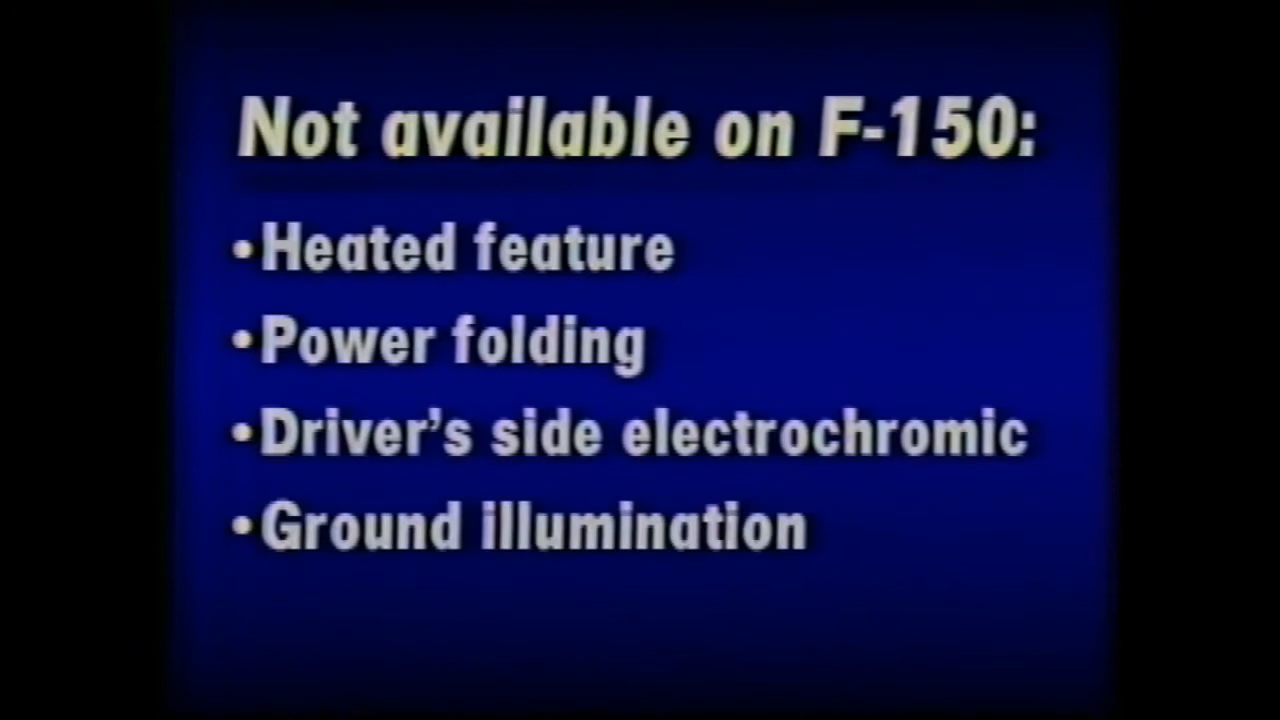 Not available on F-150:
•Heated feature
•Power folding
•Driver’s side electrochromic
•Ground illumination